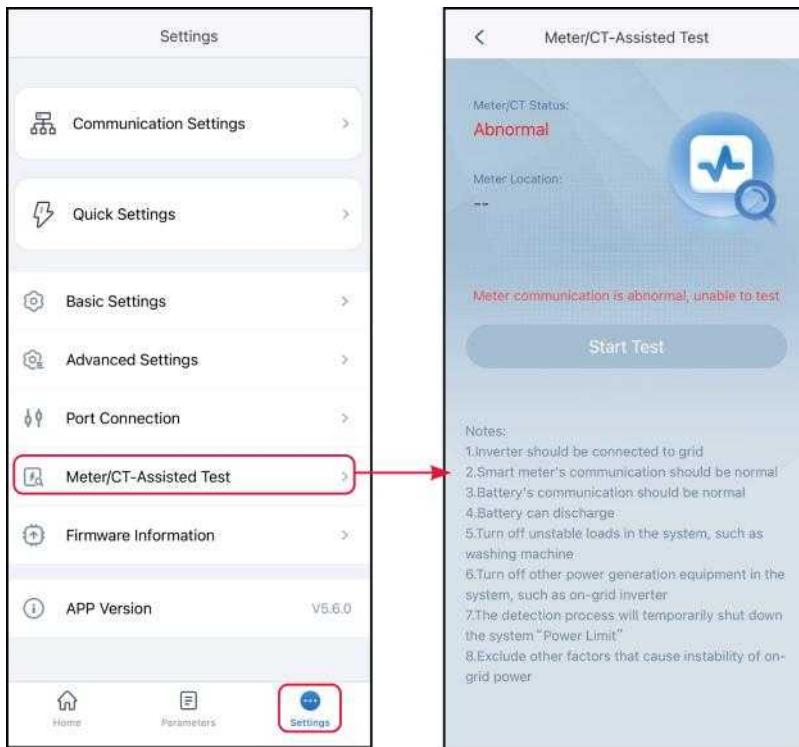 Settings
Communication Settings
Quick Settings
Basic Settings
Advanced Settings
Port Connection
Meter/CT-Assisted Test
Firmware Information
APP Version V5.6.0
Home Parameters Settings
Meter/CT-Assisted Test
Meter/CT Status:
Abnormal
Meter Location:
--
Meter communication is abnormal, unable to test
Start Test
Notes:
1.Inverter should be connected to grid
2.Smart meter's communication should be normal
3.Battery's communication should be normal
4.Battery can discharge
5.Turn off unstable loads in the system, such as
washing machine
6.Turn off other power generation equipment in the
system, such as on-grid inverter
7.The detection process will temporarily shut down
the system "Power Limit"
8.Exclude other factors that cause instability of on-
grid power